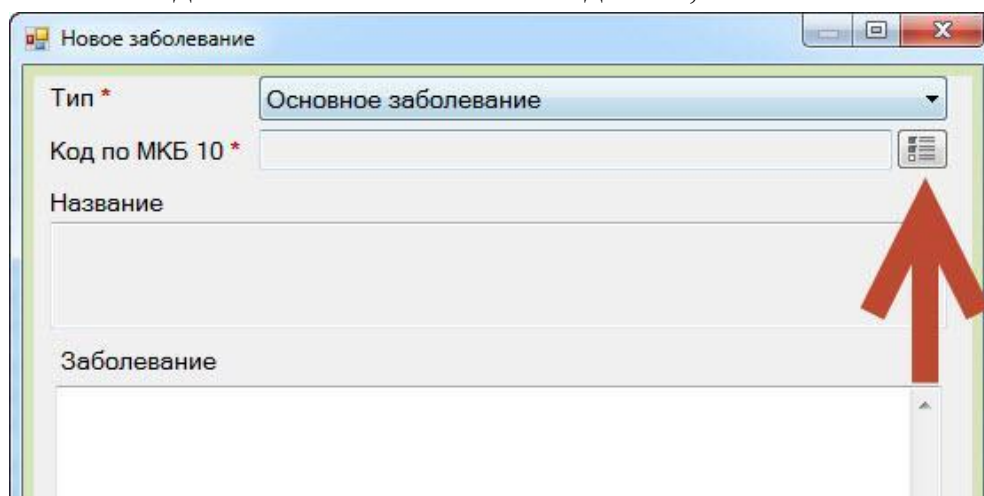 Новое заболевание
Тип *
Основное заболевание
Код по МКБ 10 *
Название
Заболевание